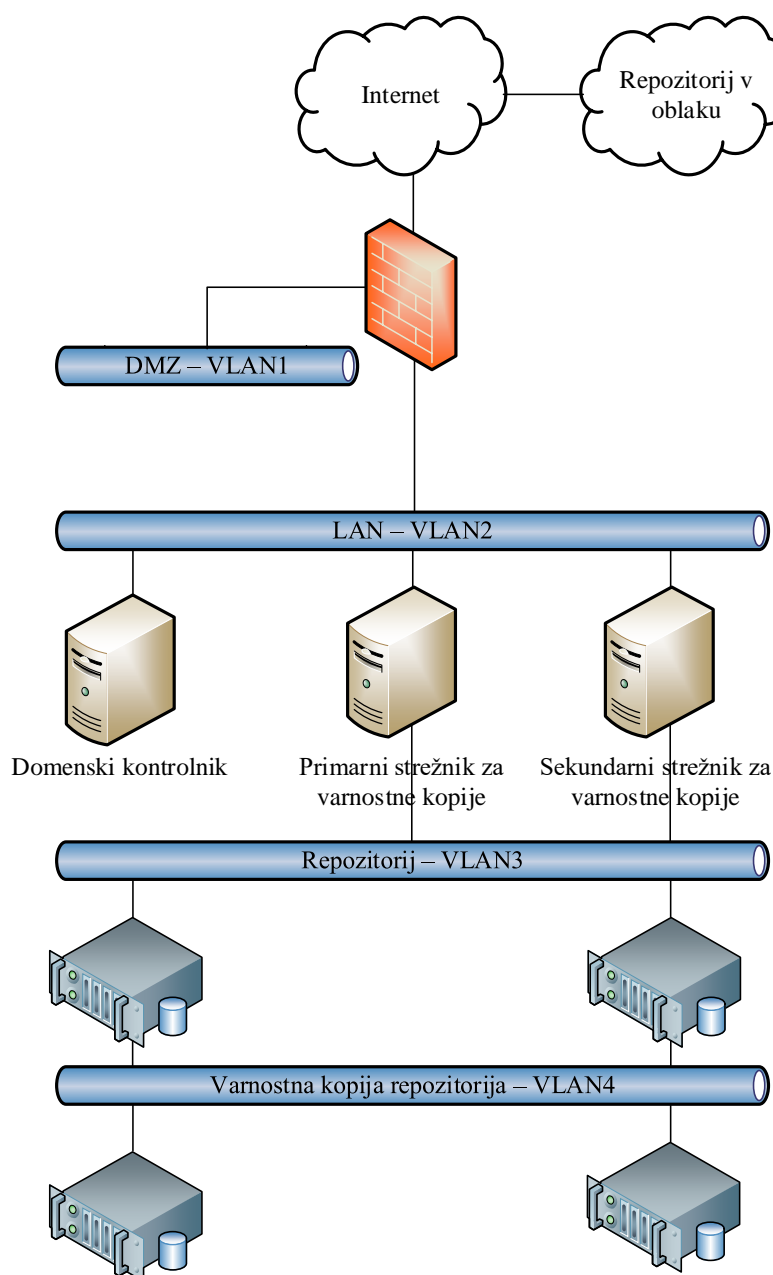 Internet
Repozitorij v
oblaku
DMZ – VLAN1
LAN – VLAN2
Domenski kontrolnik
Primarni strežnik za
varnostne kopije
Sekundarni strežnik za
varnostne kopije
Repozitorij – VLAN3
Varnostna kopija repozitorija – VLAN4